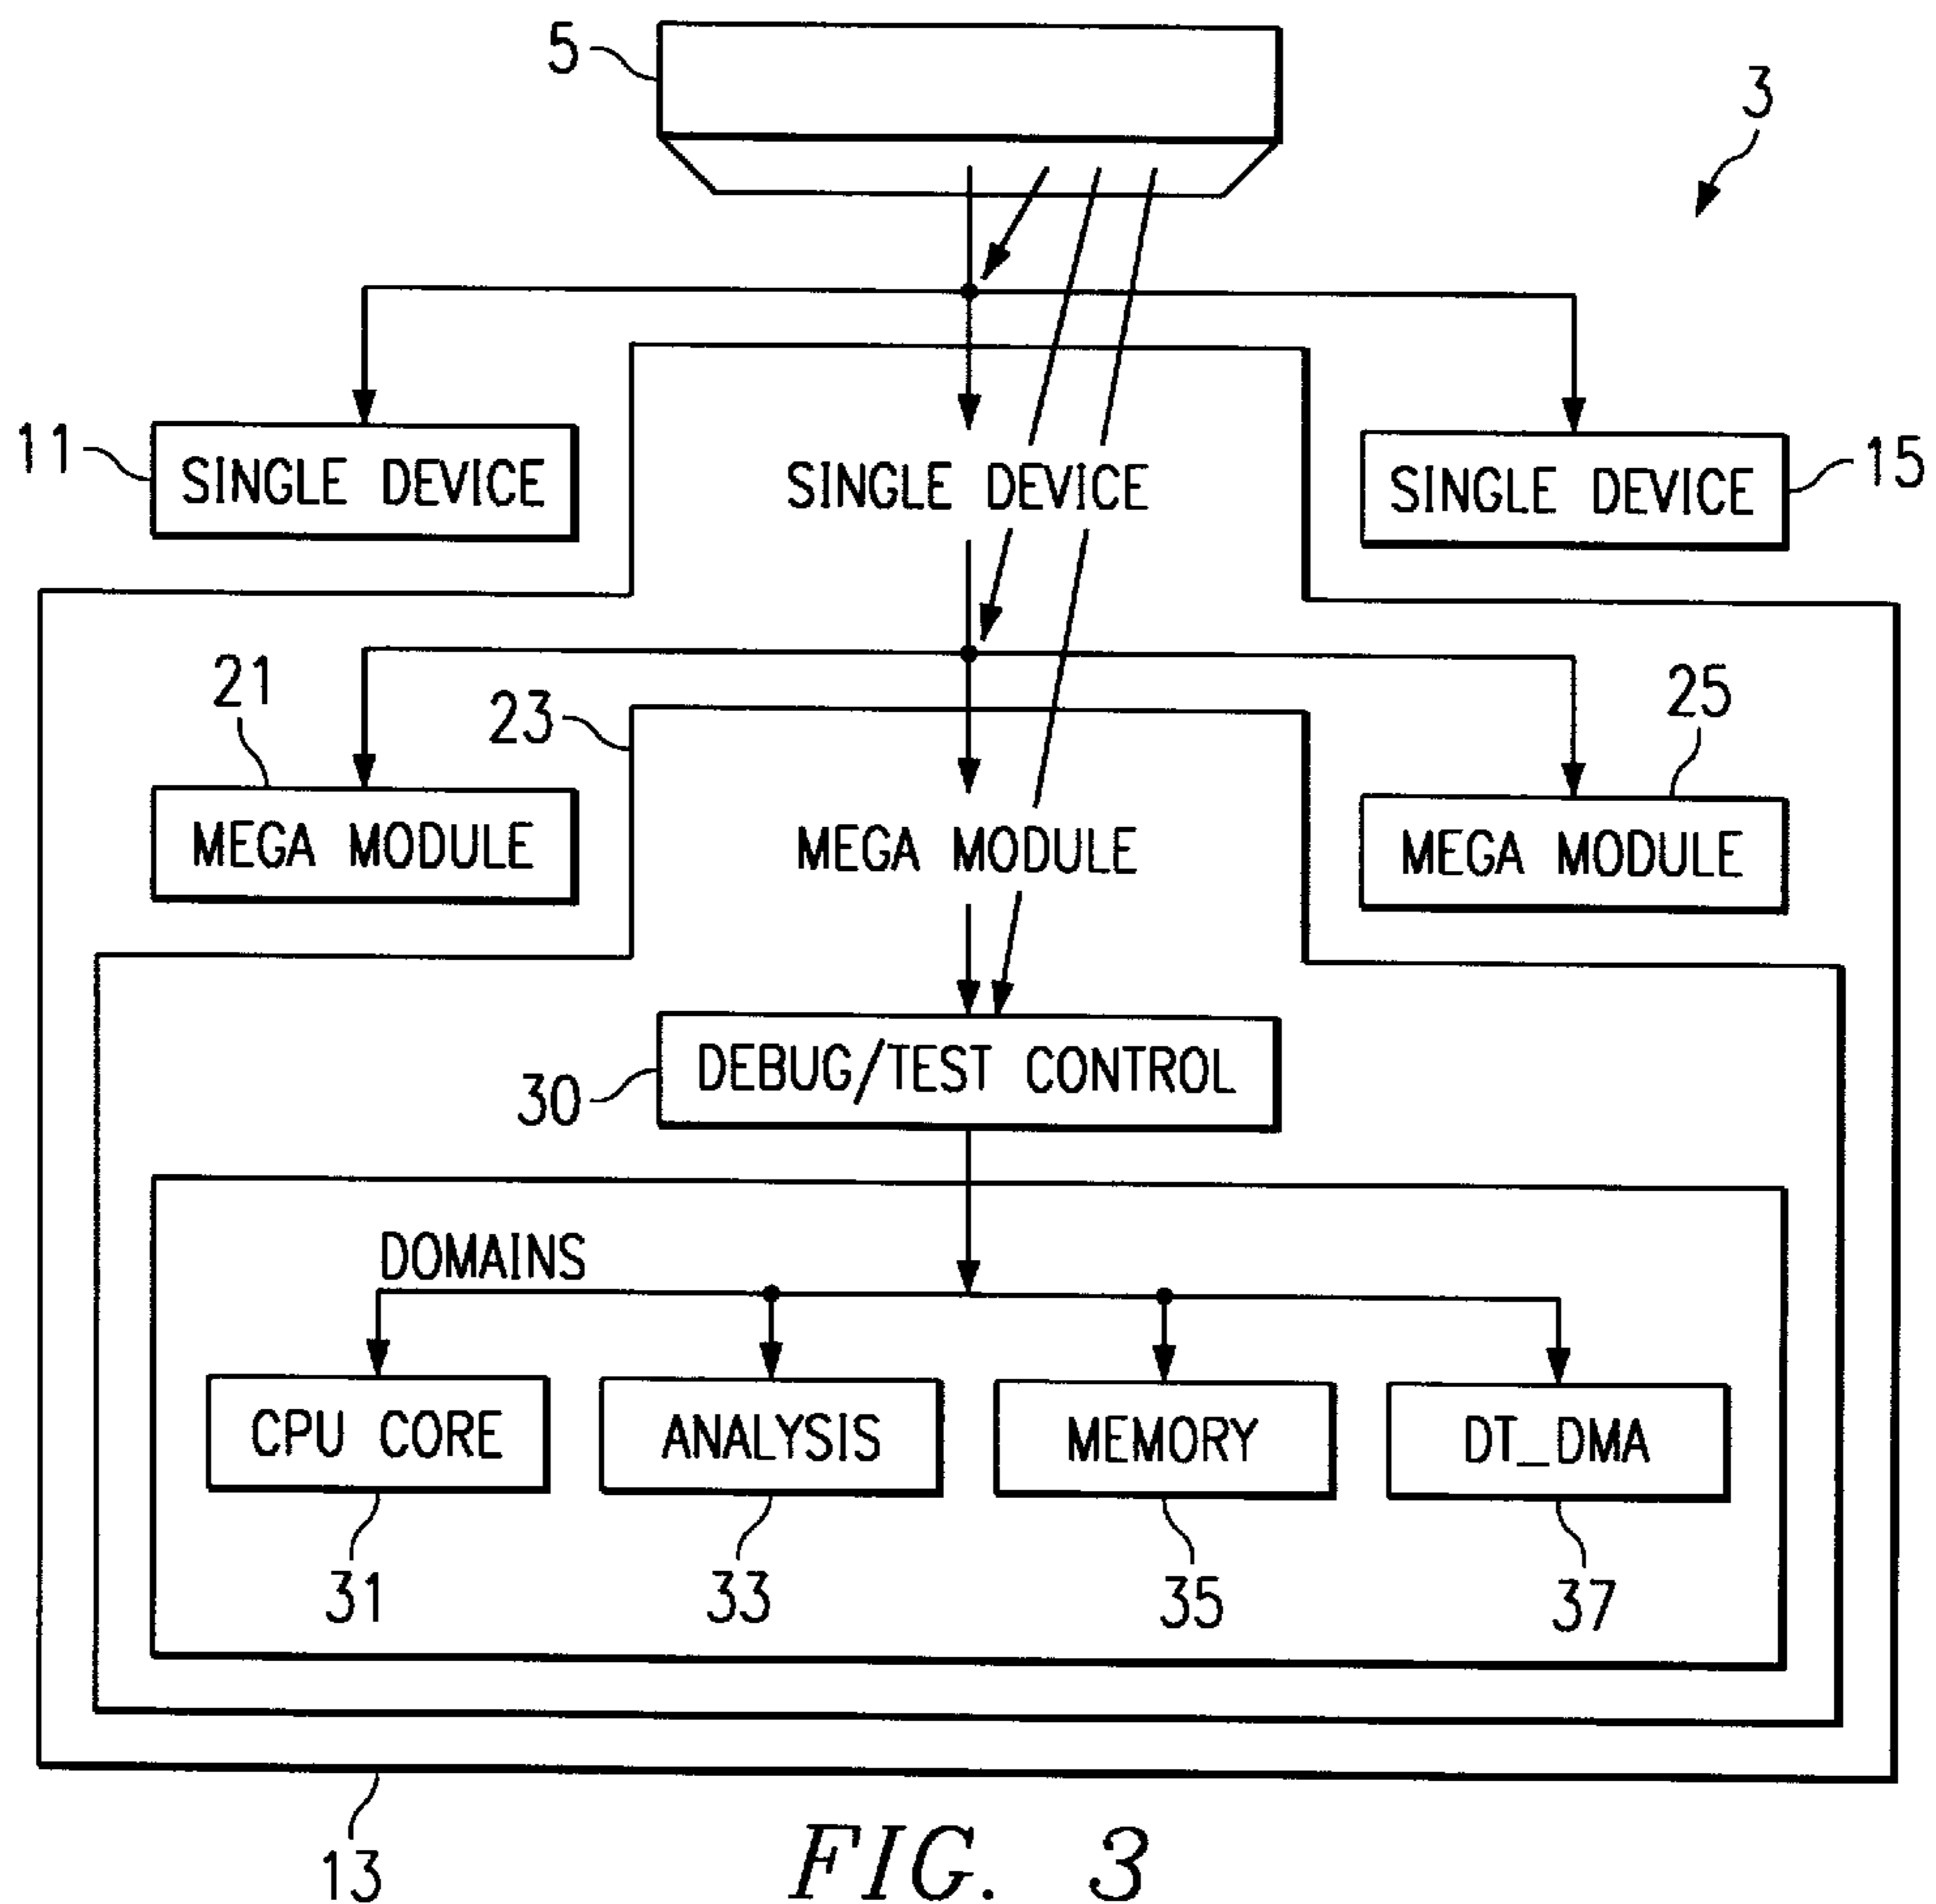 5
3
11
SINGLE DEVICE
SINGLE DEVICE
SINGLE DEVICE
15
21
23
25
MEGA MODULE
MEGA MODULE
MEGA MODULE
30
DEBUG/TEST CONTROL
DOMAINS
CPU CORE
ANALYSIS
MEMORY
DT_DMA
31
33
35
37
13
FIG. 3